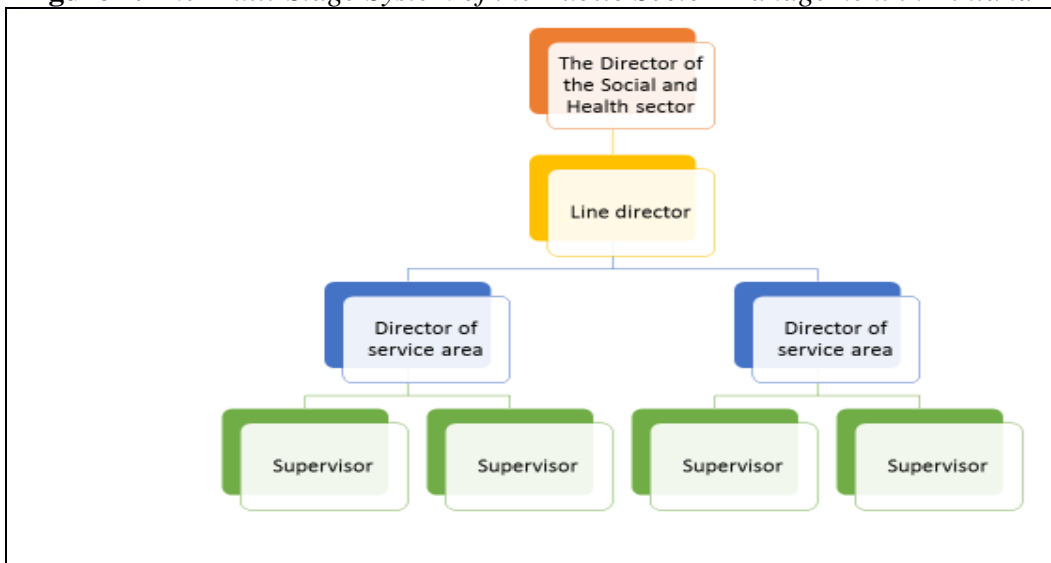 The Director of
the Social and
Health sector
Line director
Director of
service area
Director of
service area
Supervisor
Supervisor
Supervisor
Supervisor